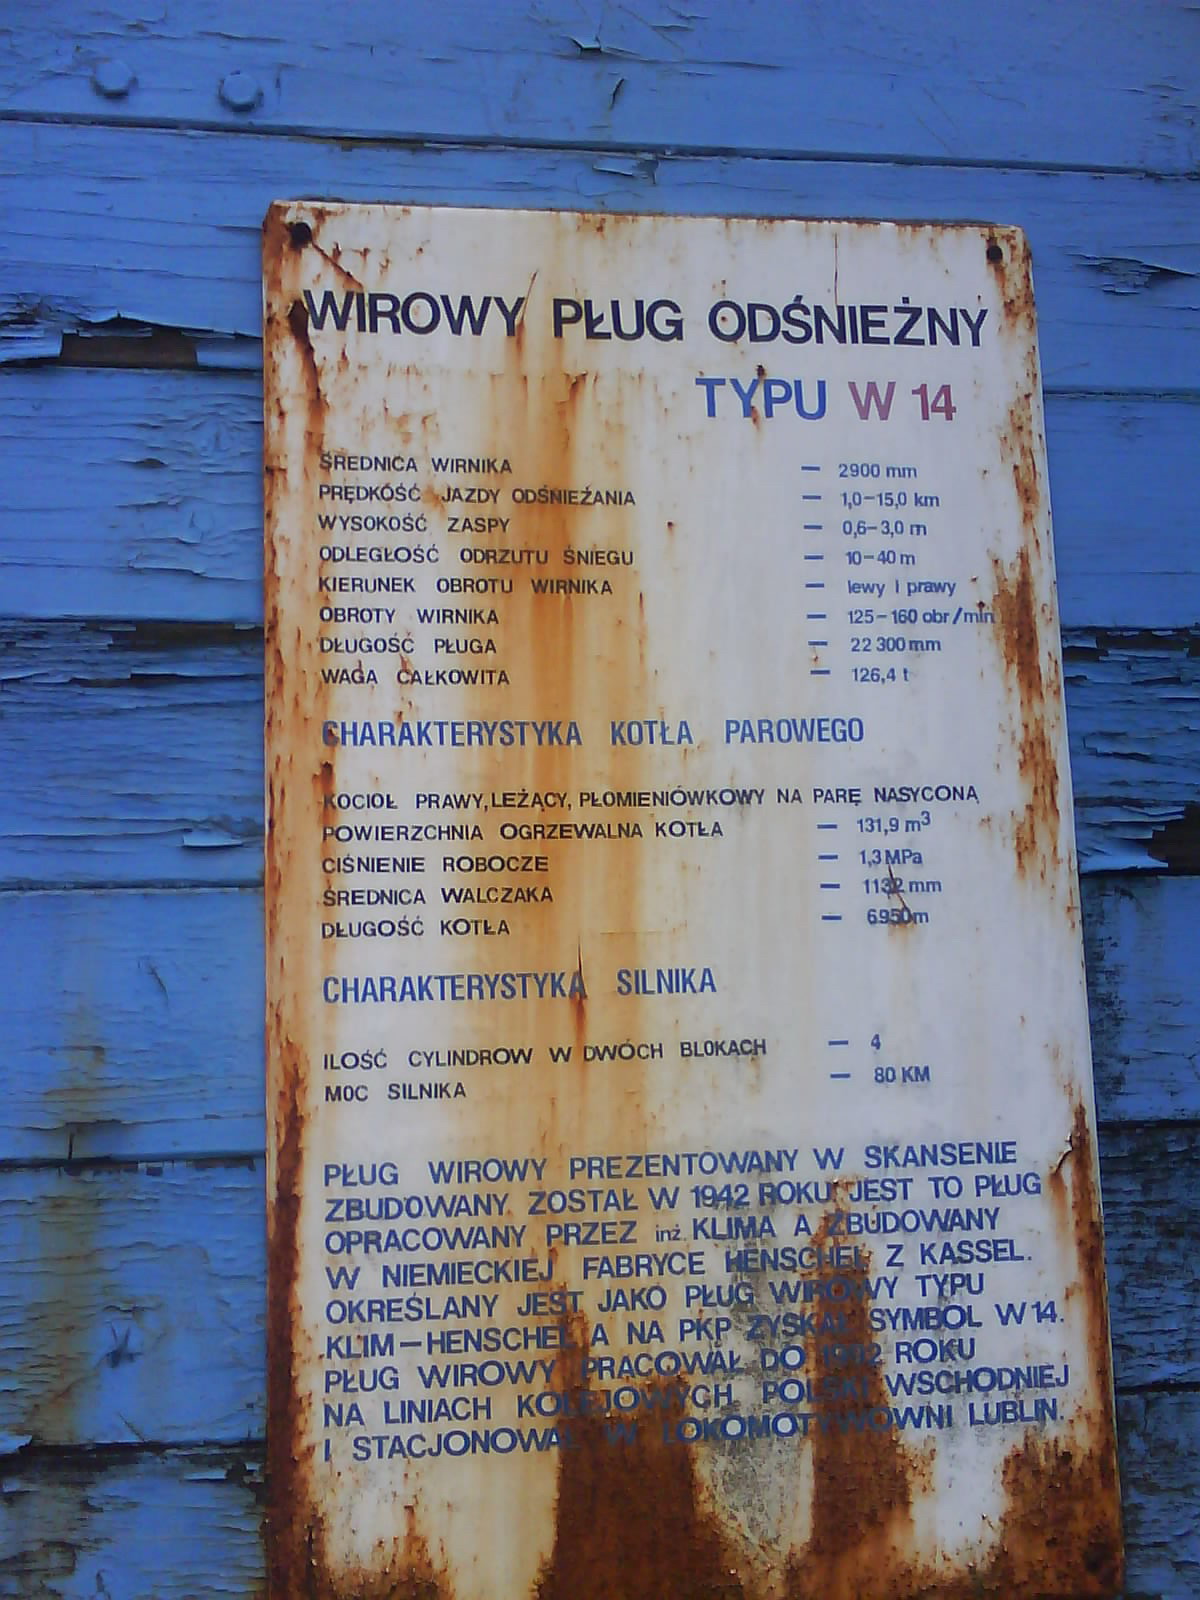 WIROWY PŁUG ODŚNIEŻNY
TYPU W 14
ŚREDNICA WIRNIKA – 2900 mm
PRĘDKÓŚĆ JAZDY ODŚNIEŻANIA – 1,0–15,0 km
WYSOKOŚĆ ZASPY – 0,6–3,0 m
ODLEGŁOŚĆ ODRZUTU ŚNIEGU – 10–40 m
KIERUNEK OBROTU WIRNIKA – lewy i prawy
OBROTY WIRNIKA – 125–160 obr/min
DŁUGOŚĆ PŁUGA – 22 300 mm
WAGA CAŁKOWITA – 126,4 t
CHARAKTERYSTYKA KOTŁA PAROWEGO
KOCIOŁ PRAWY, LEŻĄCY, PŁOMIENIÓWKOWY NA PARĘ NASYCONĄ
POWIERZCHNIA OGRZEWALNA KOTŁA – 131,9 m³
CIŚNIENIE ROBOCZE – 1,3 MPa
ŚREDNICA WALCZAKA – 1132 mm
DŁUGOŚĆ KOTŁA – 6950m
CHARAKTERYSTYKA SILNIKA
ILOŚĆ CYLINDROW W DWÓCH BLOKACH – 4
MOC SILNIKA – 80 KM
PŁUG WIROWY PREZENTOWANY W SKANSENIE
ZBUDOWANY ZOSTAŁ W 1942 ROKU. JEST TO PŁUG
OPRACOWANY PRZEZ inż. KLIMA A ZBUDOWANY
W NIEMIECKIEJ FABRYCE HENSCHEL Z KASSEL.
OKREŚLANY JEST JAKO PŁUG WIROWY TYPU
KLIM–HENSCHEL A NA PKP ZYSKAŁ SYMBOL W 14.
PŁUG WIROWY PRACOWAŁ DO 1992 ROKU
NA LINIACH KOLEJOWYCH POLSKI WSCHODNIEJ
I STACJONOWAŁ W LOKOMOTYWOWNI LUBLIN.